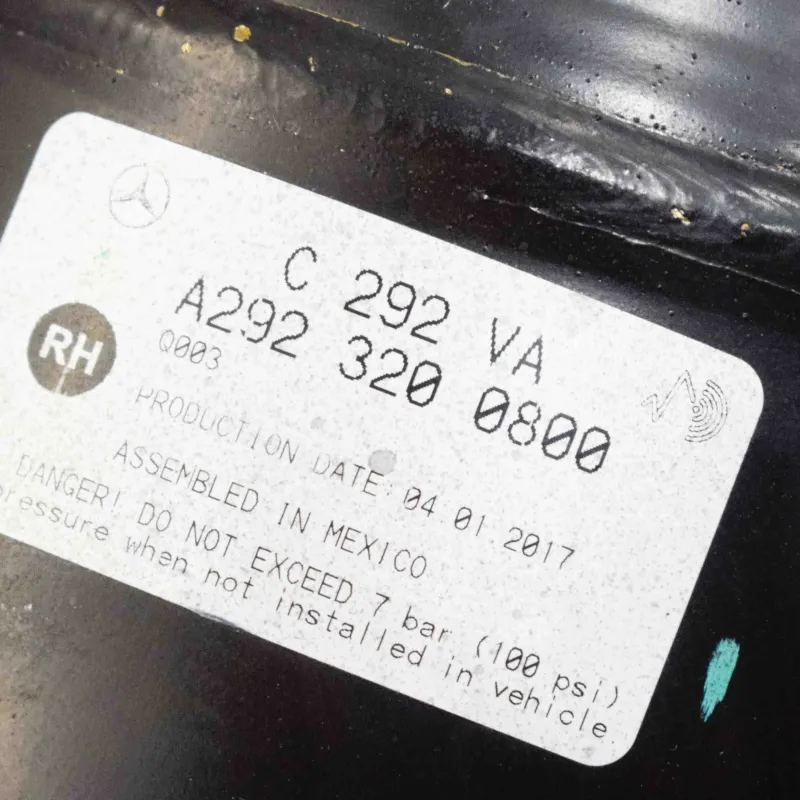 C 292 VA
A292 320 0800
Q003
RH
PRODUCTION DATE 04.01.2017
ASSEMBLED IN MEXICO
DANGER! DO NOT EXCEED 7 bar (100 psi)
pressure when not installed in vehicle.